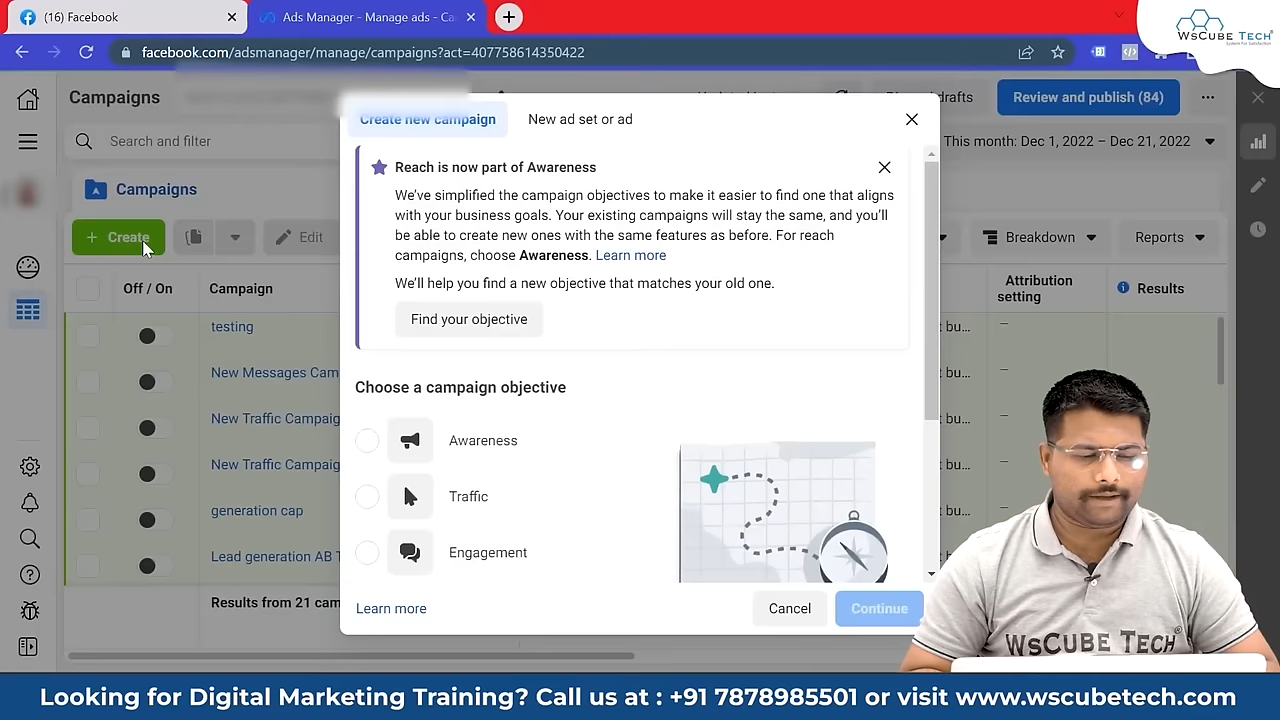 (16) Facebook
Ads Manager - Manage ads - Ca
WsCube Tech®
facebook.com/adsmanager/manage/campaigns?act=407758614350422
Campaigns
drafts
Review and publish (84)
Create new campaign
New ad set or ad
Search and filter
This month: Dec 1, 2022 – Dec 21, 2022
Reach is now part of Awareness
We've simplified the campaign objectives to make it easier to find one that aligns
with your business goals. Your existing campaigns will stay the same, and you'll
be able to create new ones with the same features as before. For reach
campaigns, choose Awareness. Learn more
We'll help you find a new objective that matches your old one.
Find your objective
Campaigns
+ Create
Edit
Breakdown
Reports
Off / On
Campaign
Attribution
setting
Results
testing
t bu...
New Messages Cam
t bu...
New Traffic Campaig
t bu...
New Traffic Campaig
generation cap
Lead generation AB T
Results from 21 cam
Choose a campaign objective
Awareness
Traffic
Engagement
Learn more
Cancel
Continue
WsCube Tech®
Looking for Digital Marketing Training? Call us at : +91 7878985501 or visit www.wscubetech.com